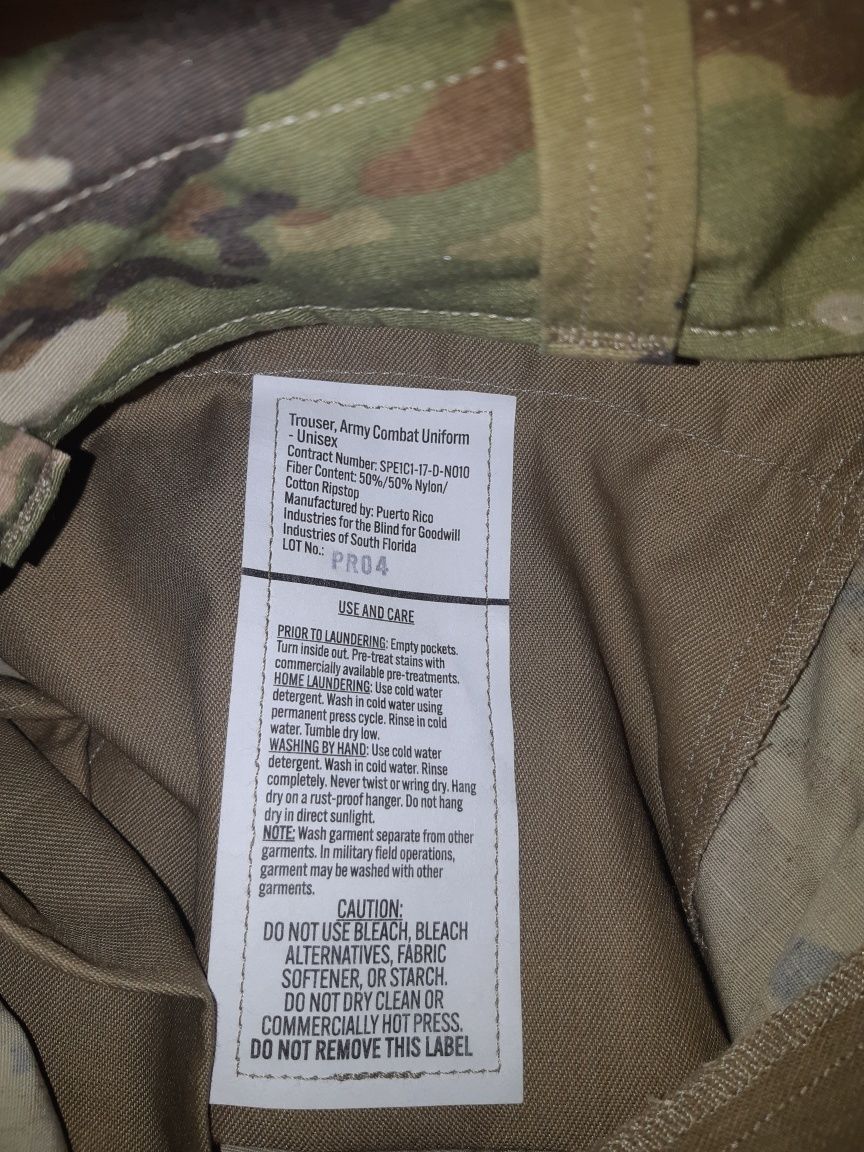 Trouser, Army Combat Uniform
- Unisex
Contract Number: SPE1C1-17-D-N010
Fiber Content: 50%/50% Nylon/
Cotton Ripstop
Manufactured by: Puerto Rico
Industries for the Blind for Goodwill
Industries of South Florida
LOT No.: PR04
USE AND CARE
PRIOR TO LAUNDERING: Empty pockets.
Turn inside out. Pre-treat stains with
commercially available pre-treatments.
HOME LAUNDERING: Use cold water
detergent. Wash in cold water using
permanent press cycle. Rinse in cold
water. Tumble dry low.
WASHING BY HAND: Use cold water
detergent. Wash in cold water. Rinse
completely. Never twist or wring dry. Hang
dry on a rust-proof hanger. Do not hang
dry in direct sunlight.
NOTE: Wash garment separate from other
garments. In military field operations,
garment may be washed with other
garments.
CAUTION:
DO NOT USE BLEACH, BLEACH
ALTERNATIVES, FABRIC
SOFTENER, OR STARCH.
DO NOT DRY CLEAN OR
COMMERCIALLY HOT PRESS.
DO NOT REMOVE THIS LABEL